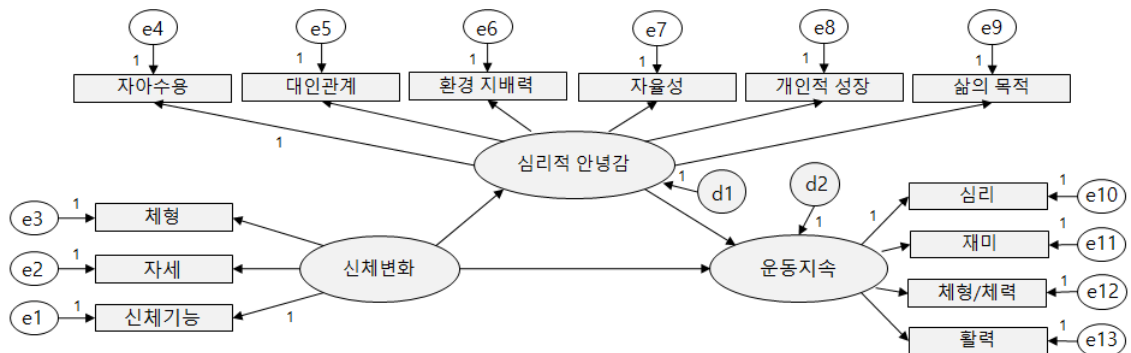 e4 e5 e6 e7 e8 e9
1 1 1 1 1 1
자아수용 대인관계 환경 지배력 자율성 개인적 성장 삶의 목적
1
심리적 안녕감
1
d1 d2
e3 1 체형
심리 1 e10
1 1
e2 1 자세
신체변화
운동지속
재미 1 e11
체형/체력 1 e12
e1 1 신체기능
1
활력 1 e13